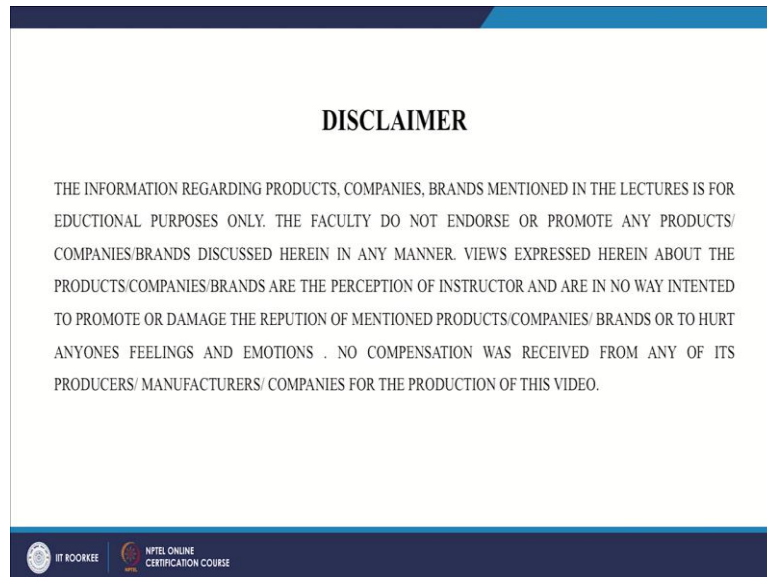 DISCLAIMER
THE INFORMATION REGARDING PRODUCTS, COMPANIES, BRANDS MENTIONED IN THE LECTURES IS FOR
EDUCTIONAL PURPOSES ONLY. THE FACULTY DO NOT ENDORSE OR PROMOTE ANY PRODUCTS/
COMPANIES/BRANDS DISCUSSED HEREIN IN ANY MANNER. VIEWS EXPRESSED HEREIN ABOUT THE
PRODUCTS/COMPANIES/BRANDS ARE THE PERCEPTION OF INSTRUCTOR AND ARE IN NO WAY INTENTED
TO PROMOTE OR DAMAGE THE REPUTION OF MENTIONED PRODUCTS/COMPANIES/ BRANDS OR TO HURT
ANYONES FEELINGS AND EMOTIONS . NO COMPENSATION WAS RECEIVED FROM ANY OF ITS
PRODUCERS/ MANUFACTURERS/ COMPANIES FOR THE PRODUCTION OF THIS VIDEO.
IIT ROORKEE
NPTEL
NPTEL ONLINE
CERTIFICATION COURSE